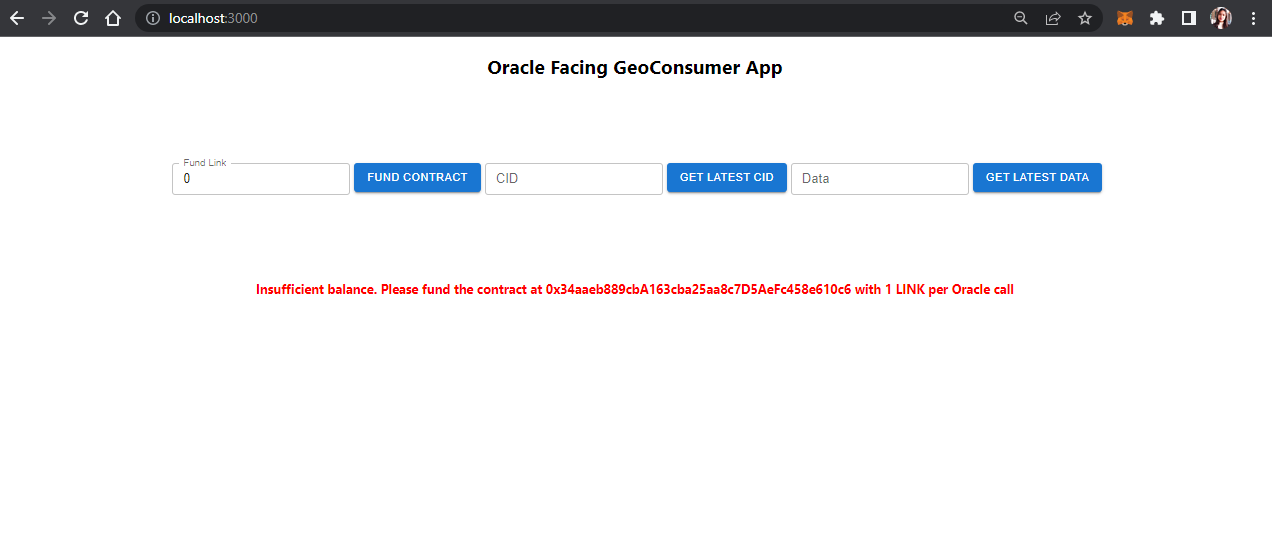 localhost:3000
Oracle Facing GeoConsumer App
Fund Link
0 FUND CONTRACT CID GET LATEST CID Data GET LATEST DATA
Insufficient balance. Please fund the contract at 0x34aaeb889cbA163cba25aa8c7D5AeFc458e610c6 with 1 LINK per Oracle call